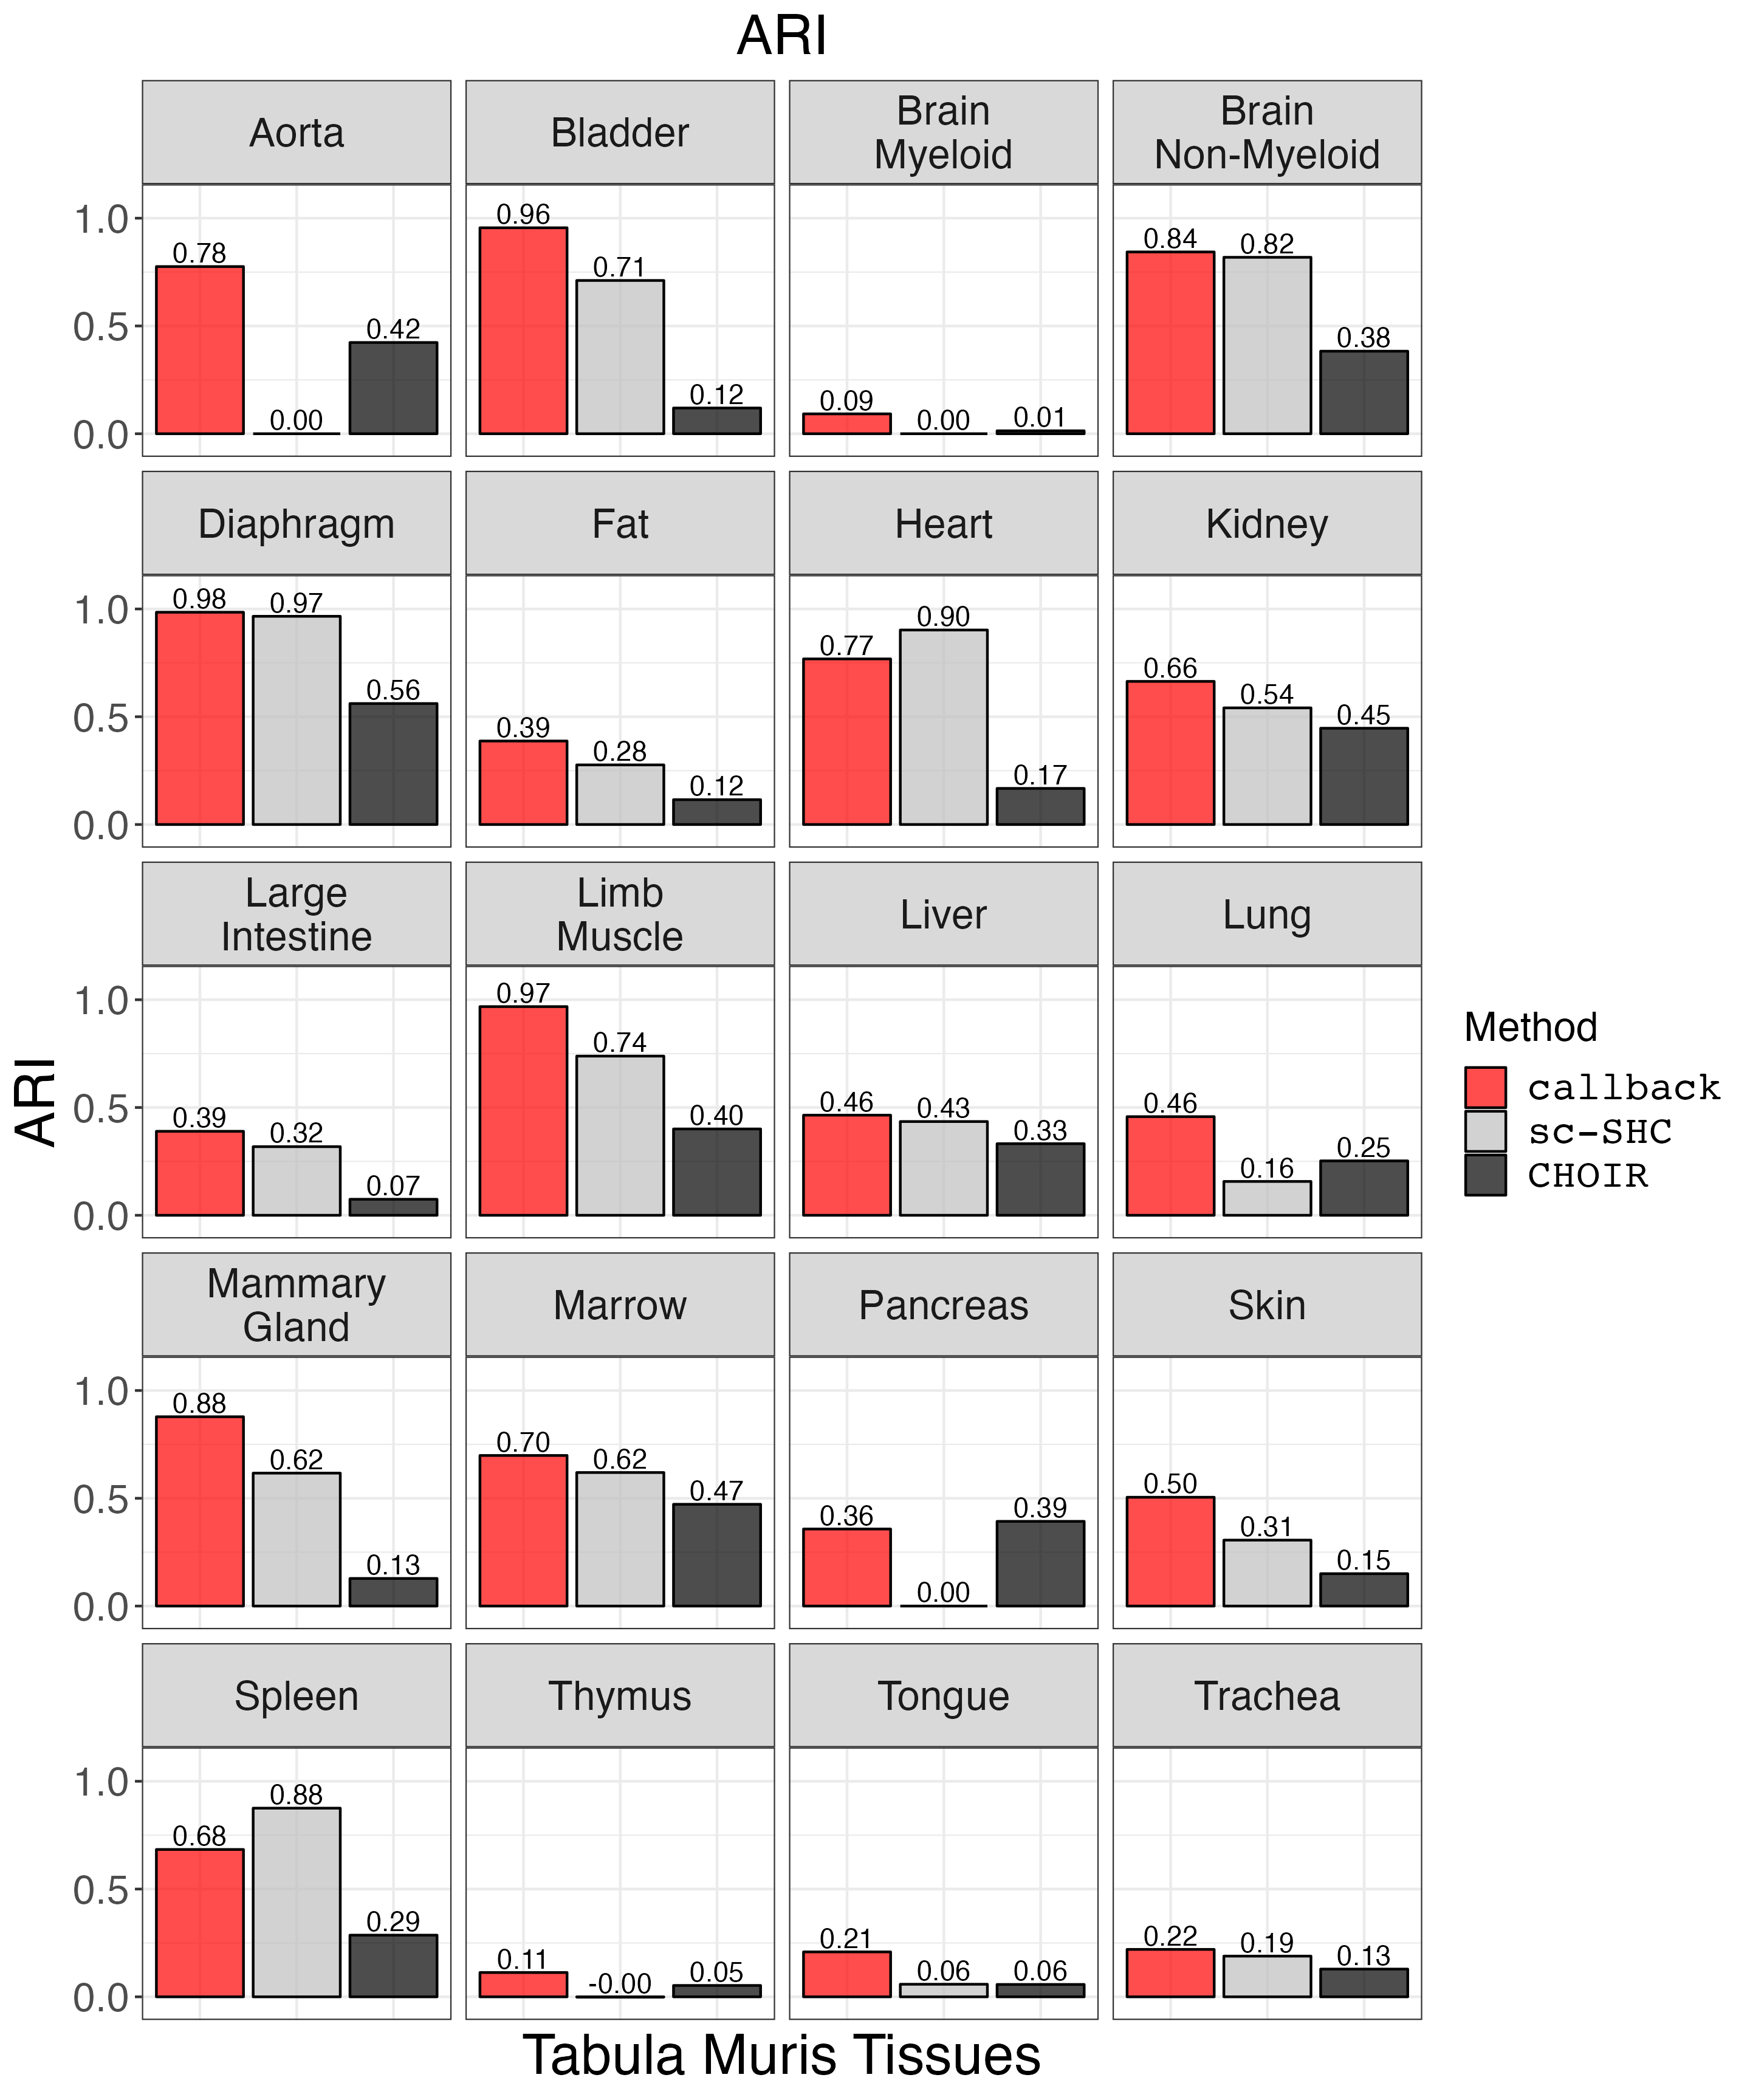 ARI
Aorta
Bladder
Brain
Myeloid
Brain
Non-Myeloid
1.0
0.5
0.0
0.78
0.00
0.42
0.96
0.71
0.12
0.09
0.00
0.01
0.84
0.82
0.38
Diaphragm
Fat
Heart
Kidney
1.0
0.5
0.0
0.98
0.97
0.56
0.39
0.28
0.12
0.77
0.90
0.17
0.66
0.54
0.45
Large
Intestine
Limb
Muscle
Liver
Lung
1.0
0.5
0.0
0.39
0.32
0.07
0.97
0.74
0.40
0.46
0.43
0.33
0.46
0.16
0.25
Mammary
Gland
Marrow
Pancreas
Skin
1.0
0.5
0.0
0.88
0.62
0.13
0.70
0.62
0.47
0.36
0.00
0.39
0.50
0.31
0.15
Spleen
Thymus
Tongue
Trachea
1.0
0.5
0.0
0.68
0.88
0.29
0.11
-0.00
0.05
0.21
0.06
0.06
0.22
0.19
0.13
ARI
Tabula Muris Tissues
Method
callback
sc-SHC
CHOIR